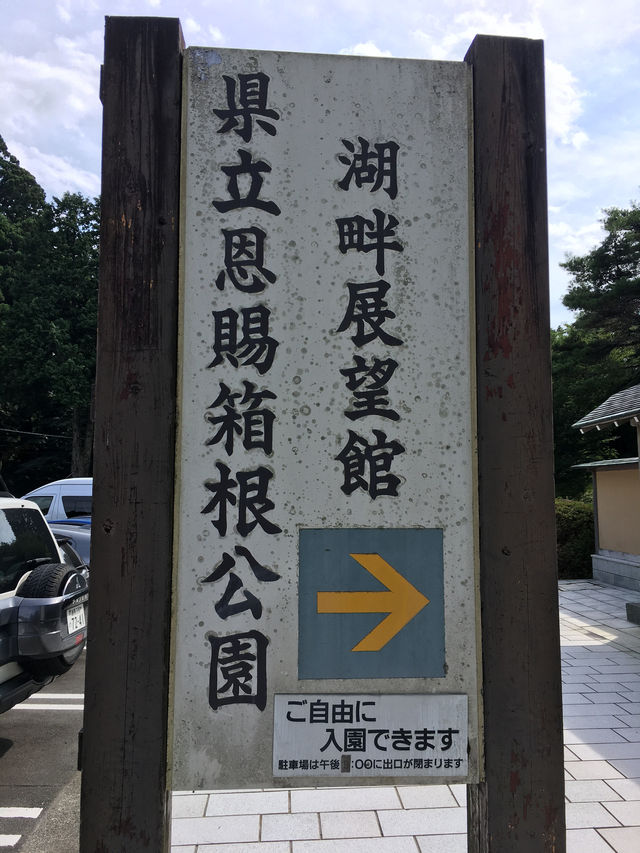 湖畔展望館
県立恩賜箱根公園
ご自由に
入園できます
駐車場は午後:00に出口が閉まります
72-41